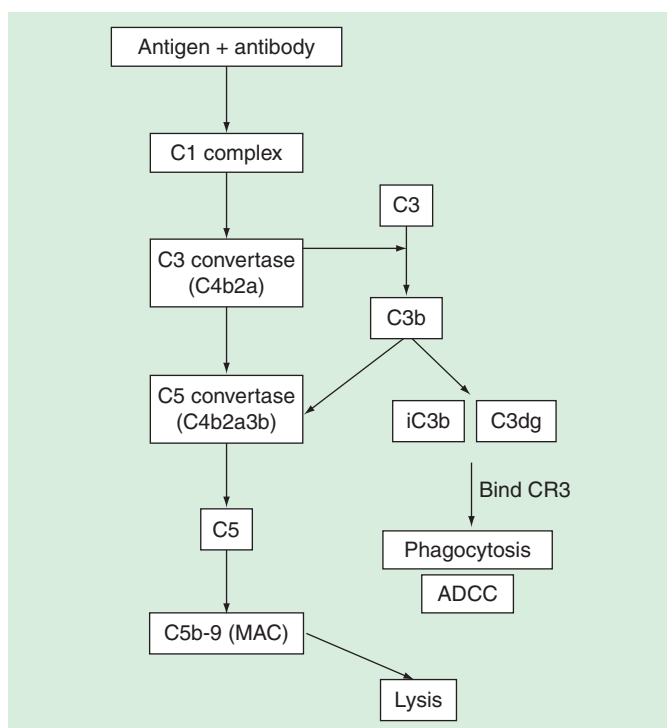 Antigen + antibody
C1 complex
C3
C3 convertase
(C4b2a)
C3b
C5 convertase
(C4b2a3b)
iC3b
C3dg
Bind CR3
C5
Phagocytosis
ADCC
C5b-9 (MAC)
Lysis